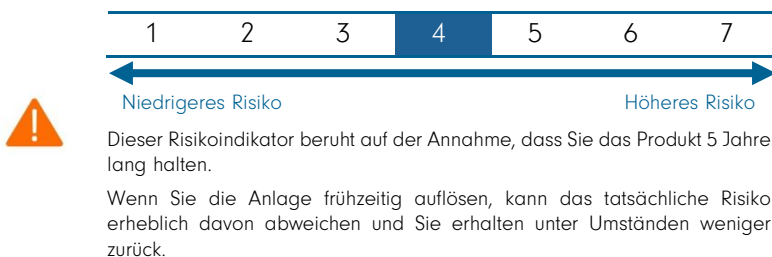 1 2 3 4 5 6 7
Niedrigeres Risiko Höheres Risiko
Dieser Risikoindikator beruht auf der Annahme, dass Sie das Produkt 5 Jahre
lang halten.
Wenn Sie die Anlage frühzeitig auflösen, kann das tatsächliche Risiko
erheblich davon abweichen und Sie erhalten unter Umständen weniger
zurück.